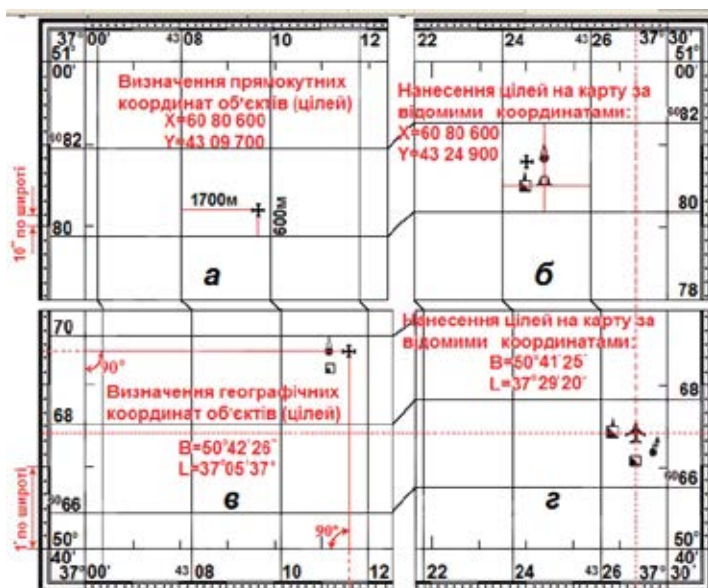 37° 00' 43 08 10 12 22 24 43 26 37° 30'
51° 00'
Визначення прямокутних
координат об'єктів (цілей)
X=60 80 600
Y=43 09 700
Нанесення цілей на карту за
відомими координатами:
X=60 80 600
Y=43 24 900
60 82
60 82
1700м
600м
80
80
10" по широті
а
б
78
70
Нанесення цілей на карту за
відомими координатами:
B=50°41'25"
L=37°29'20"
90°
Визначення географічних
координат об'єктів (цілей)
68
68
B=50°42'26"
L=37°05'37"
1' по широті
60 66
60 66
в
г
90°
50° 40'
50° 40'
37° 00' 43 08 10 12 22 24 43 26 37° 30'